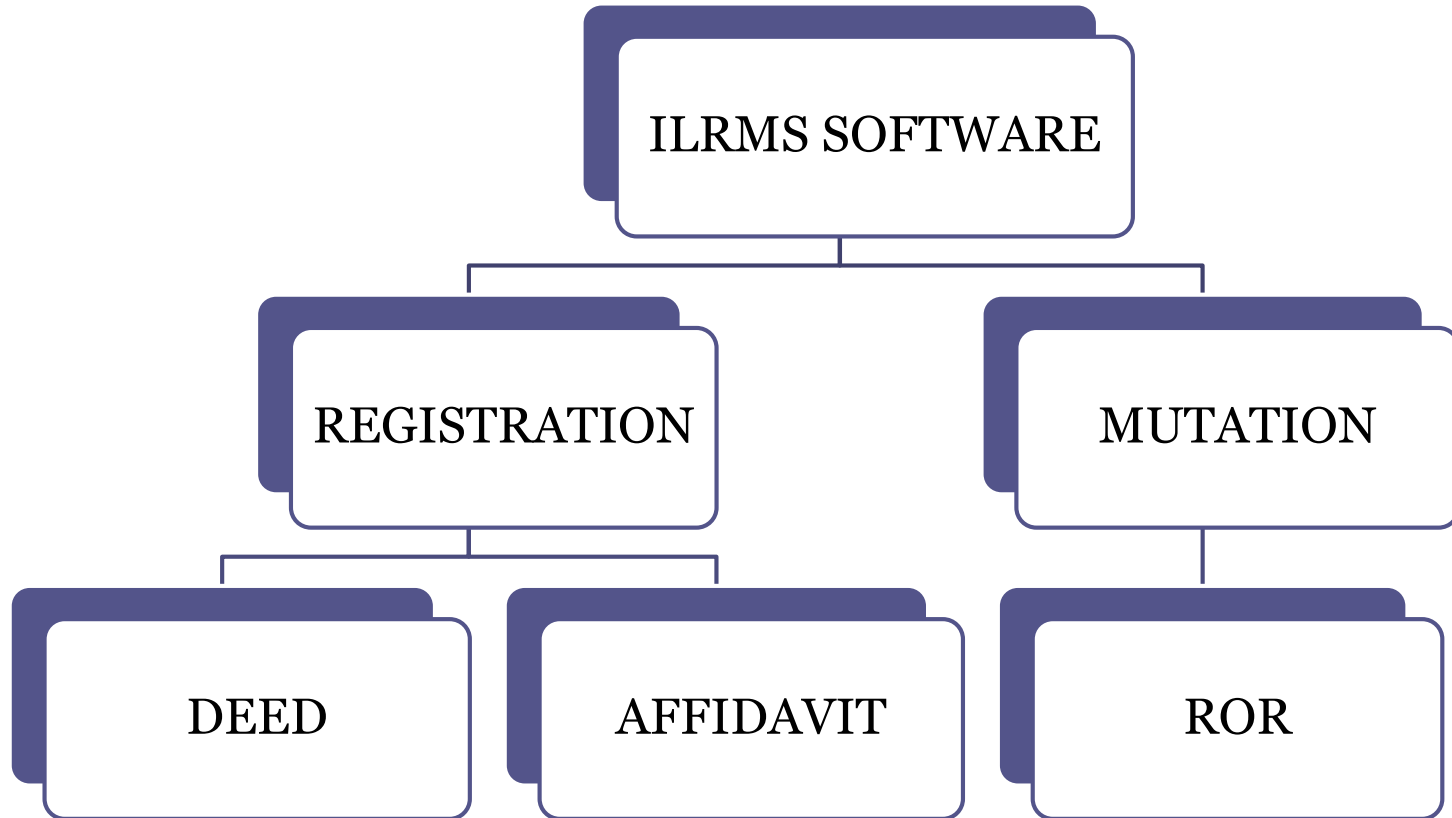 ILRMS SOFTWARE
REGISTRATION
MUTATION
DEED
AFFIDAVIT
ROR